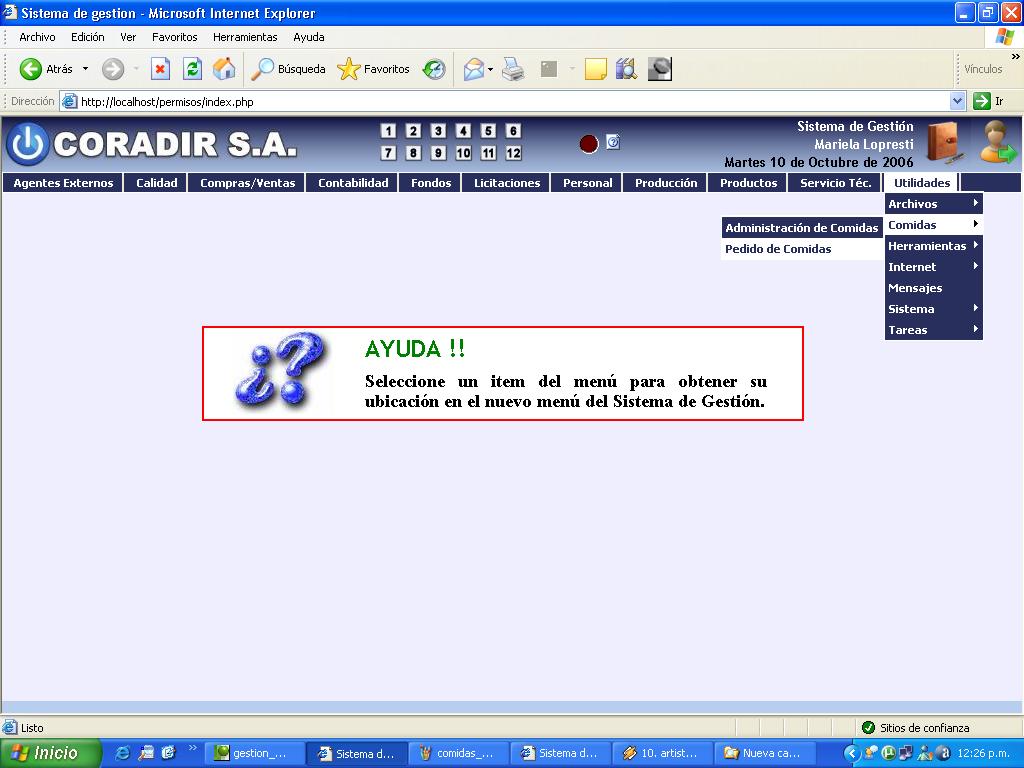 Sistema de gestion - Microsoft Internet Explorer
Archivo Edición Ver Favoritos Herramientas Ayuda
Atrás Búsqueda Favoritos Vínculos
Dirección http://localhost/permisos/index.php Ir
CORADIR S.A.
1 2 3 4 5 6
7 8 9 10 11 12
Sistema de Gestión
Mariela Lopresti
Martes 10 de Octubre de 2006
Agentes Externos Calidad Compras/Ventas Contabilidad Fondos Licitaciones Personal Producción Productos Servicio Téc. Utilidades
Archivos
Comidas
Herramientas
Internet
Mensajes
Sistema
Tareas
Administración de Comidas
Pedido de Comidas
¿?
AYUDA !!
Seleccione un item del menú para obtener su
ubicación en el nuevo menú del Sistema de Gestión.
Listo Sitios de confianza
Inicio gestion_... Sistema d... comidas_... Sistema d... 10. artist... Nueva ca... 12:26 p.m.